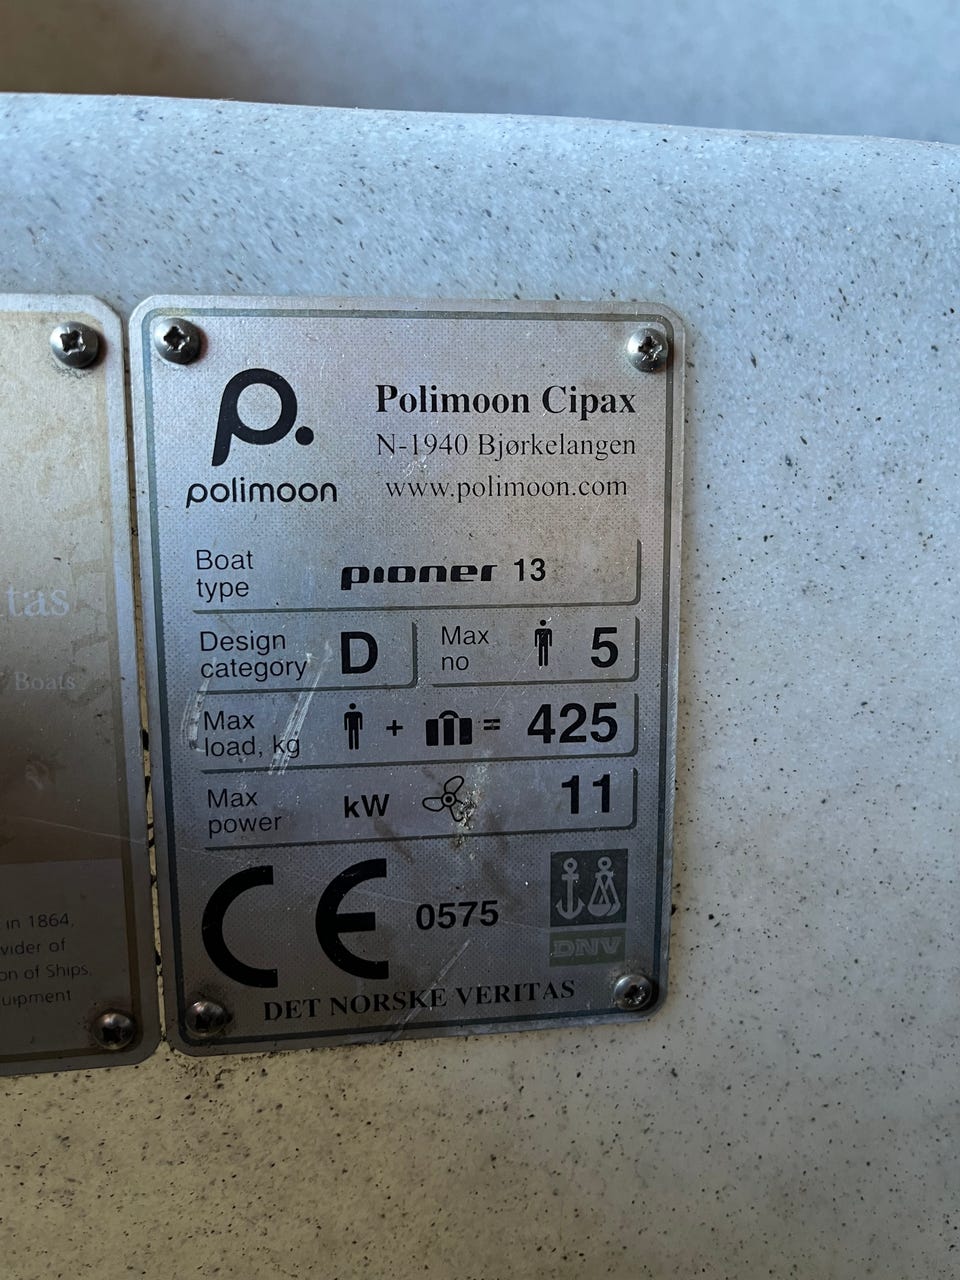 tas
Boats
in 1864,
vider of
on of Ships,
uipment
polimoon
Polimoon Cipax
N-1940 Bjørkelangen
www.polimoon.com
Boat type pioner 13
Design category D
Max no 5
Max load, kg + = 425
Max power kW 11
CE 0575
DNV
DET NORSKE VERITAS